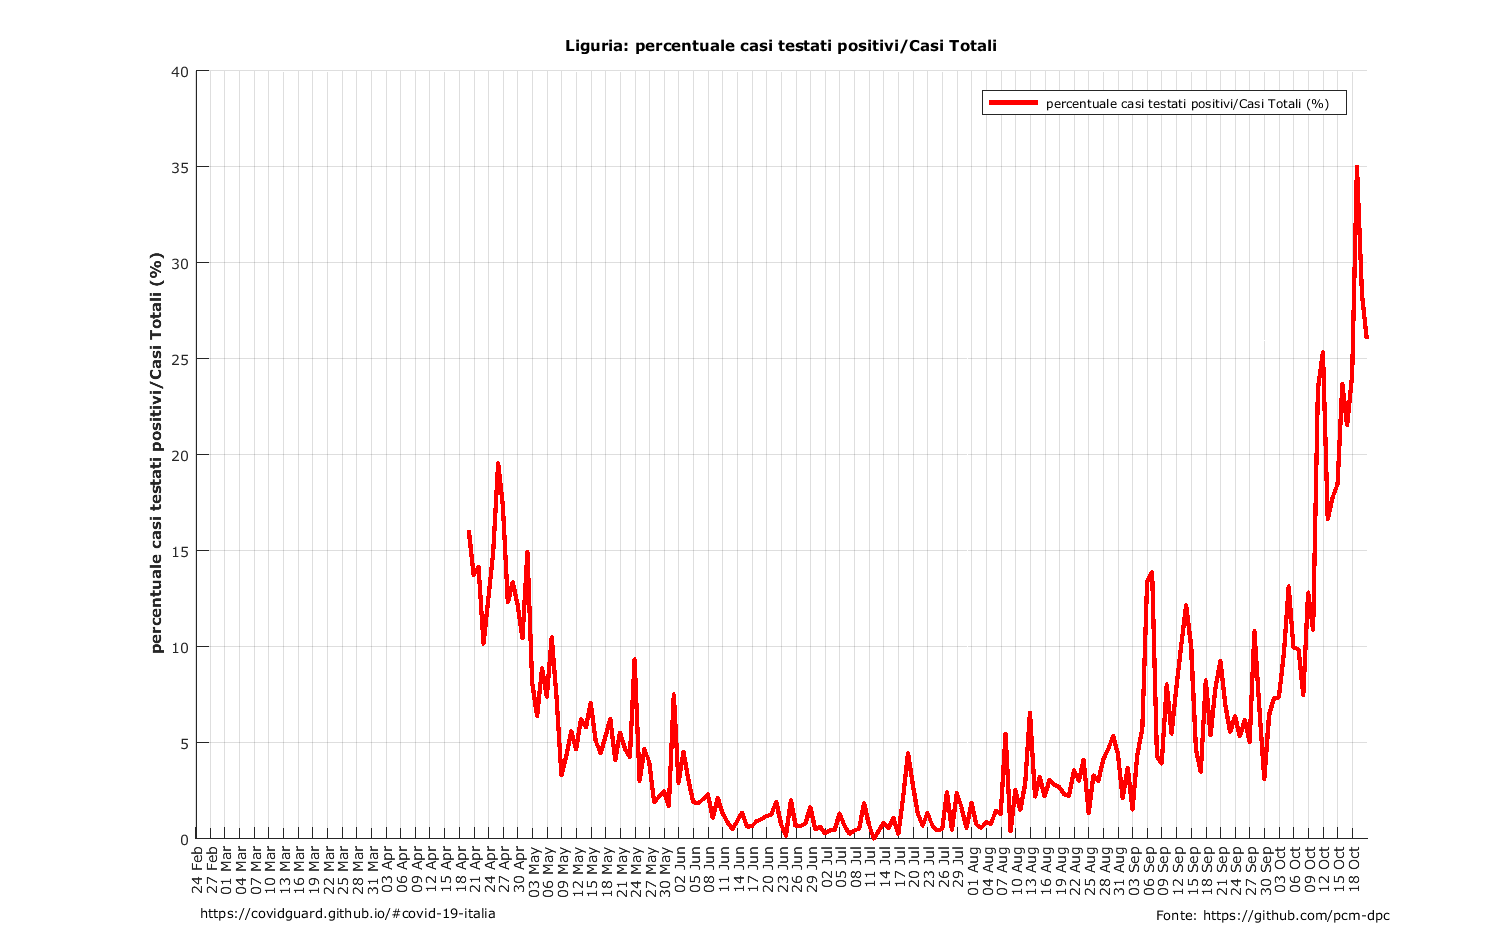 Liguria: percentuale casi testati positivi/Casi Totali
percentuale casi testati positivi/Casi Totali (%)
percentuale casi testati positivi/Casi Totali (%)
40
35
30
25
20
15
10
5
0
24 Feb
27 Feb
01 Mar
04 Mar
07 Mar
10 Mar
13 Mar
16 Mar
19 Mar
22 Mar
25 Mar
28 Mar
31 Mar
03 Apr
06 Apr
09 Apr
12 Apr
15 Apr
18 Apr
21 Apr
24 Apr
27 Apr
30 Apr
03 May
06 May
09 May
12 May
15 May
18 May
21 May
24 May
27 May
30 May
02 Jun
05 Jun
08 Jun
11 Jun
14 Jun
17 Jun
20 Jun
23 Jun
26 Jun
29 Jun
02 Jul
05 Jul
08 Jul
11 Jul
14 Jul
17 Jul
20 Jul
23 Jul
26 Jul
29 Jul
01 Aug
04 Aug
07 Aug
10 Aug
13 Aug
16 Aug
19 Aug
22 Aug
25 Aug
28 Aug
31 Aug
03 Sep
06 Sep
09 Sep
12 Sep
15 Sep
18 Sep
21 Sep
24 Sep
27 Sep
30 Sep
03 Oct
06 Oct
09 Oct
12 Oct
15 Oct
18 Oct
https://covidguard.github.io/#covid-19-italia
Fonte: https://github.com/pcm-dpc